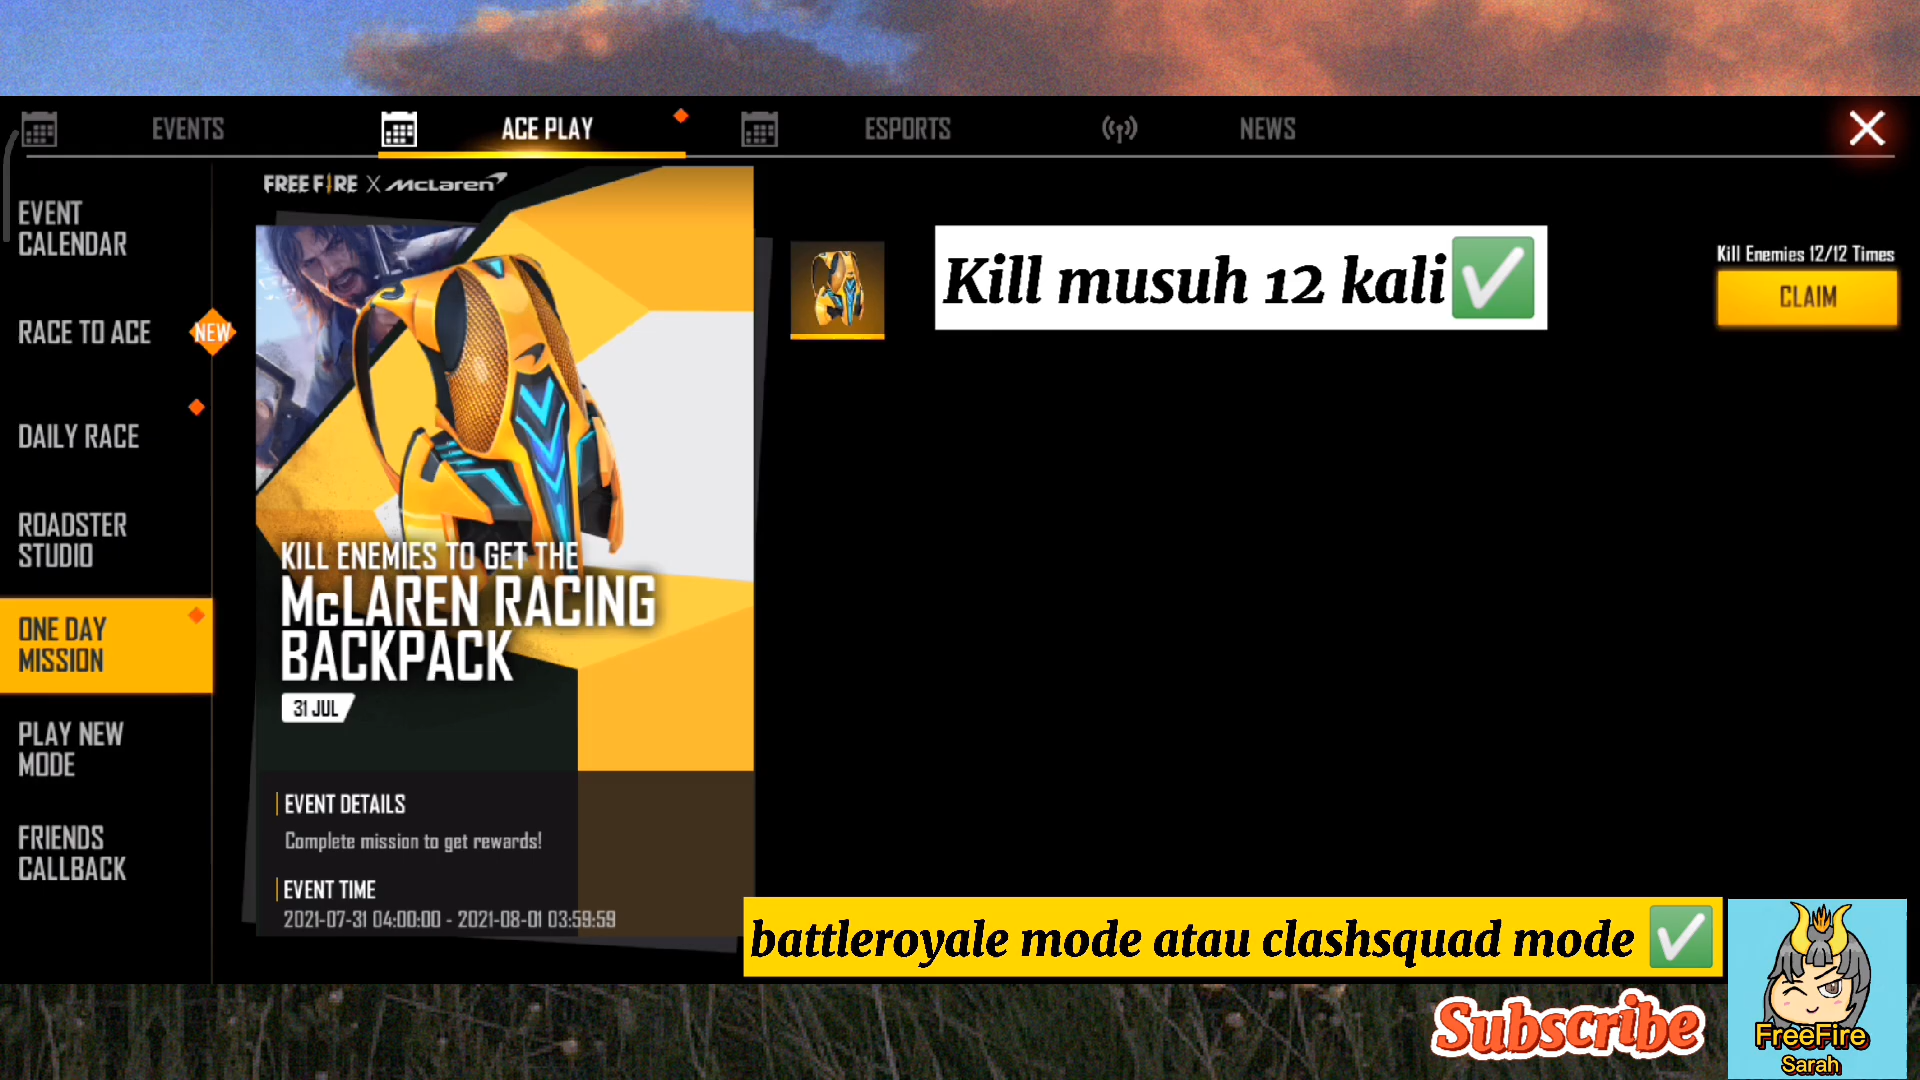 EVENTS
ACE PLAY
ESPORTS
NEWS
EVENT
CALENDAR
RACE TO ACE
NEW
DAILY RACE
ROADSTER
STUDIO
ONE DAY
MISSION
PLAY NEW
MODE
FRIENDS
CALLBACK
FREE FIRE X McLaren
KILL ENEMIES TO GET THE
McLAREN RACING
BACKPACK
31 JUL
EVENT DETAILS
Complete mission to get rewards!
EVENT TIME
2021-07-31 04:00:00 - 2021-08-01 03:59:59
Kill musuh 12 kali✅
Kill Enemies 12/12 Times
CLAIM
battleroyale mode atau clashsquad mode ✅
Subscribe
FreeFire
Sarah